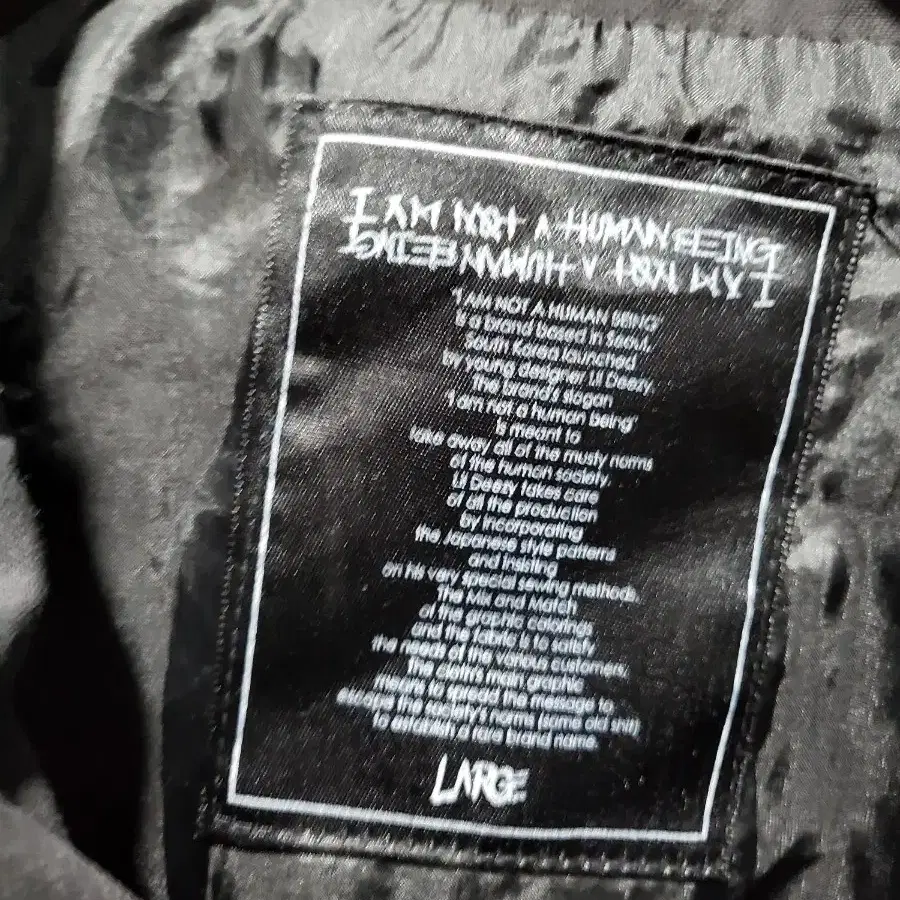 I AM NOT A HUMAN BEING
I AM NOT A HUMAN BEING
"I AM NOT A HUMAN BEING"
is a brand based in Seoul
South Korea launched
by young designer Lil Deezy.
The brand's slogan
'I am not a human being'
is meant to
take away all of the musty norms
of the human society.
Lil Deezy takes care
of all the production
by incorporating
the Japanese style patterns
and insisting
on his very special sewing methods.
The Mix and Match
of the graphic colorings
and the fabric is to satisfy
the needs of the various customers.
The cloth's main graphic
means to spread the message to
the society's norms (same old shit)
to establish a rare brand name.
LARGE